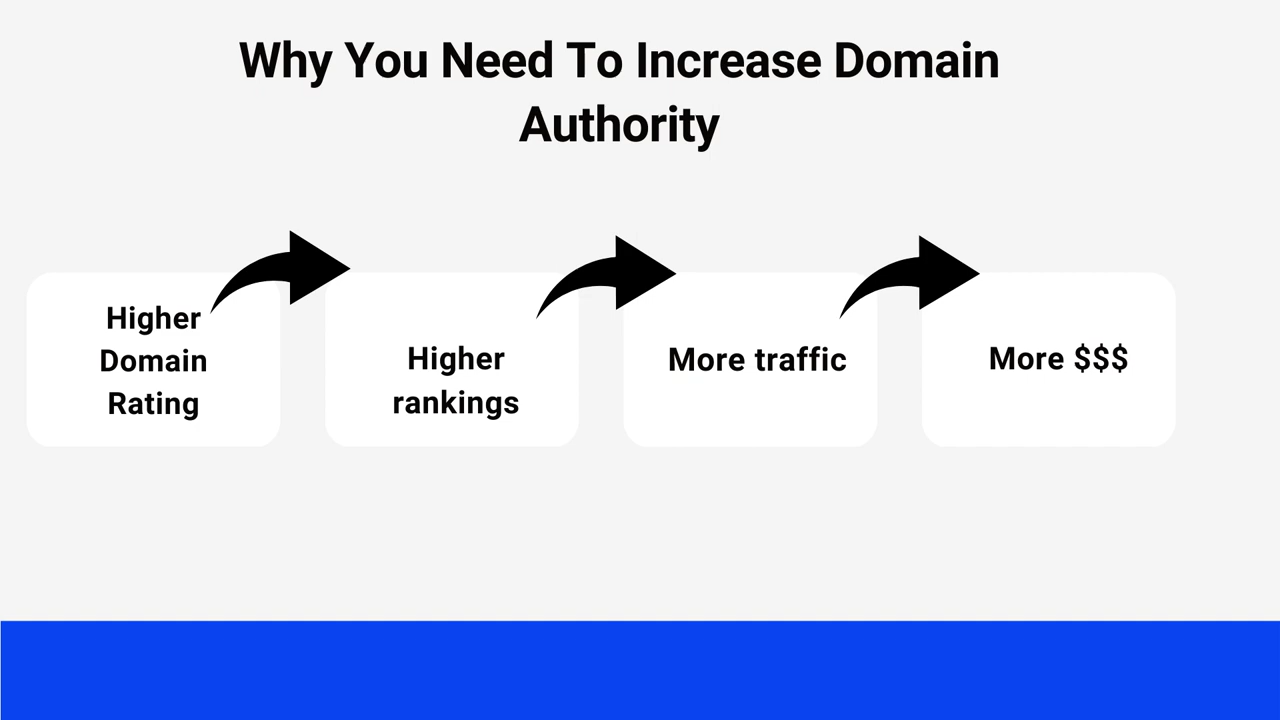 Why You Need To Increase Domain
Authority
Higher
Domain
Rating
Higher
rankings
More traffic
More $$$